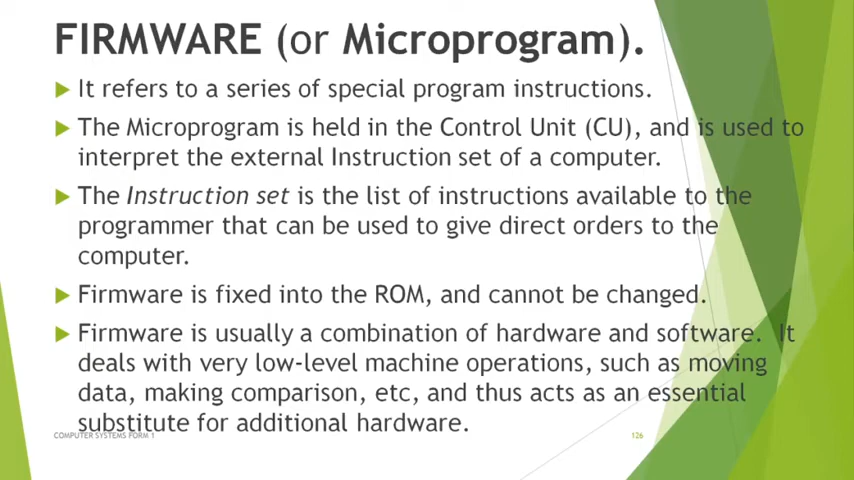 FIRMWARE (or Microprogram).
It refers to a series of special program instructions.
The Microprogram is held in the Control Unit (CU), and is used to
interpret the external Instruction set of a computer.
The Instruction set is the list of instructions available to the
programmer that can be used to give direct orders to the
computer.
Firmware is fixed into the ROM, and cannot be changed.
Firmware is usually a combination of hardware and software. It
deals with very low-level machine operations, such as moving
data, making comparison, etc, and thus acts as an essential
substitute for additional hardware.
COMPUTER SYSTEMS FORM 1
126